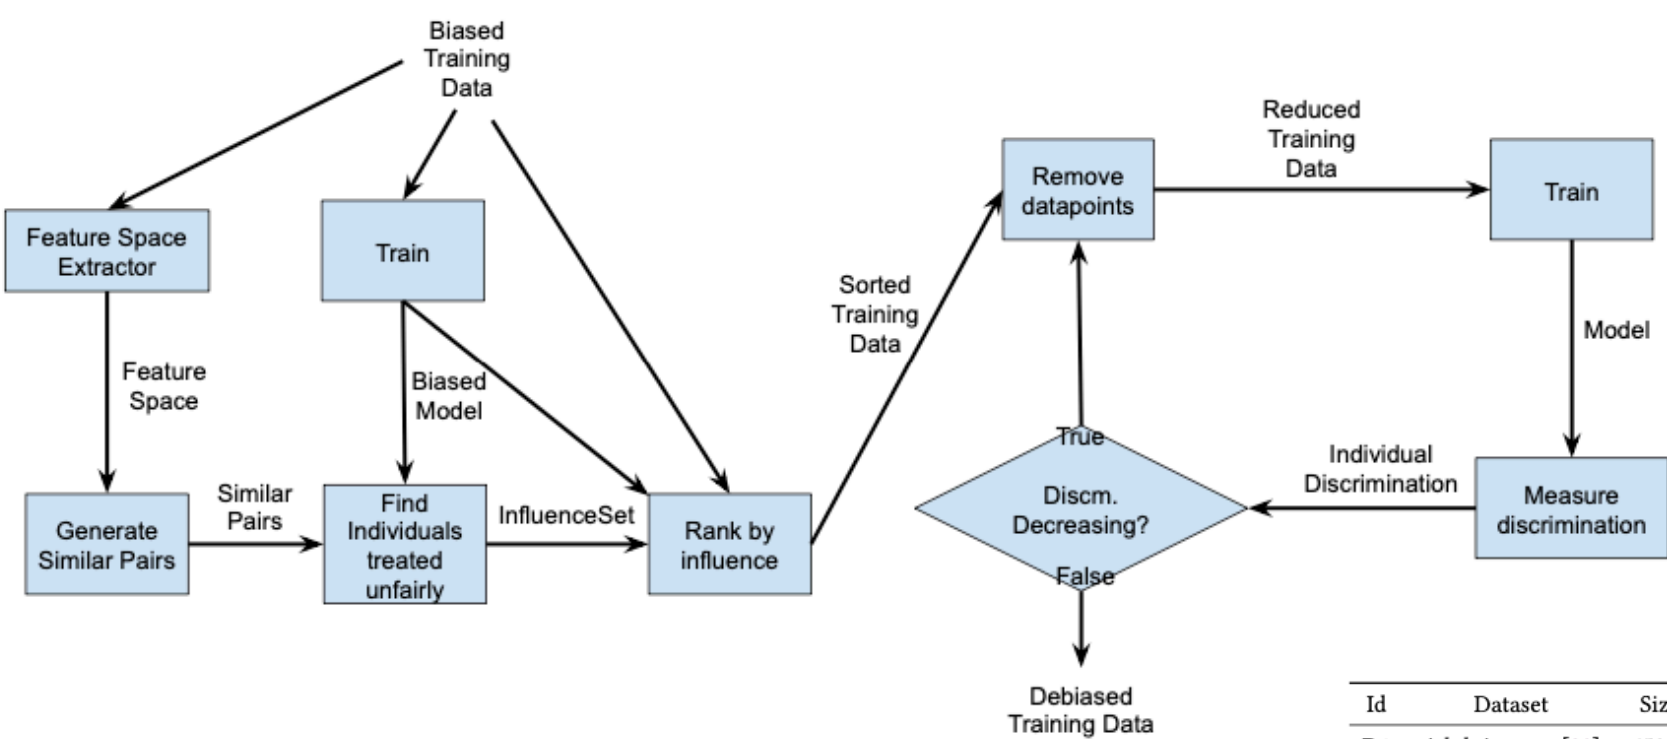 Biased
Training
Data
Feature Space
Extractor
Train
Feature
Space
Biased
Model
Generate
Similar Pairs
Similar
Pairs
Find
Individuals
treated
unfairly
InfluenceSet
Rank by
influence
Sorted
Training
Data
Remove
datapoints
Reduced
Training
Data
Train
Model
Measure
discrimination
Individual
Discrimination
True
Discm.
Decreasing?
False
Debiased
Training Data
Id Dataset Siz